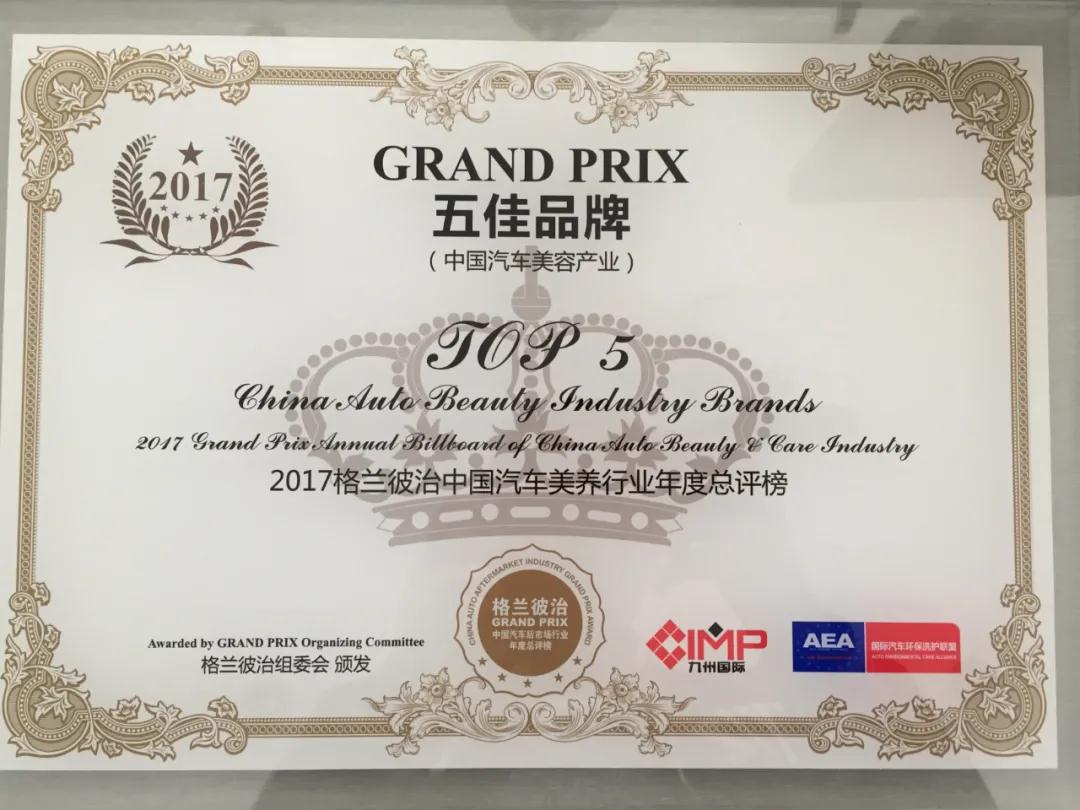 2017
GRAND PRIX
五佳品牌
（中国汽车美容产业）
TOP 5
China Auto Beauty Industry Brands
2017 Grand Prix Annual Billboard of China Auto Beauty & Care Industry
2017格兰彼治中国汽车美养行业年度总评榜
CHINA AUTO AFTERMARKET INDUSTRY GRAND PRIX AWARD
格兰彼治
GRAND PRIX
中国汽车后市场行业
年度总评榜
Awarded by GRAND PRIX Organizing Committee
格兰彼治组委会 颁发
CIMP
九州国际
AEA
国际汽车环保洗护联盟
AUTO ENVIRONMENTAL CARE ALLIANCE